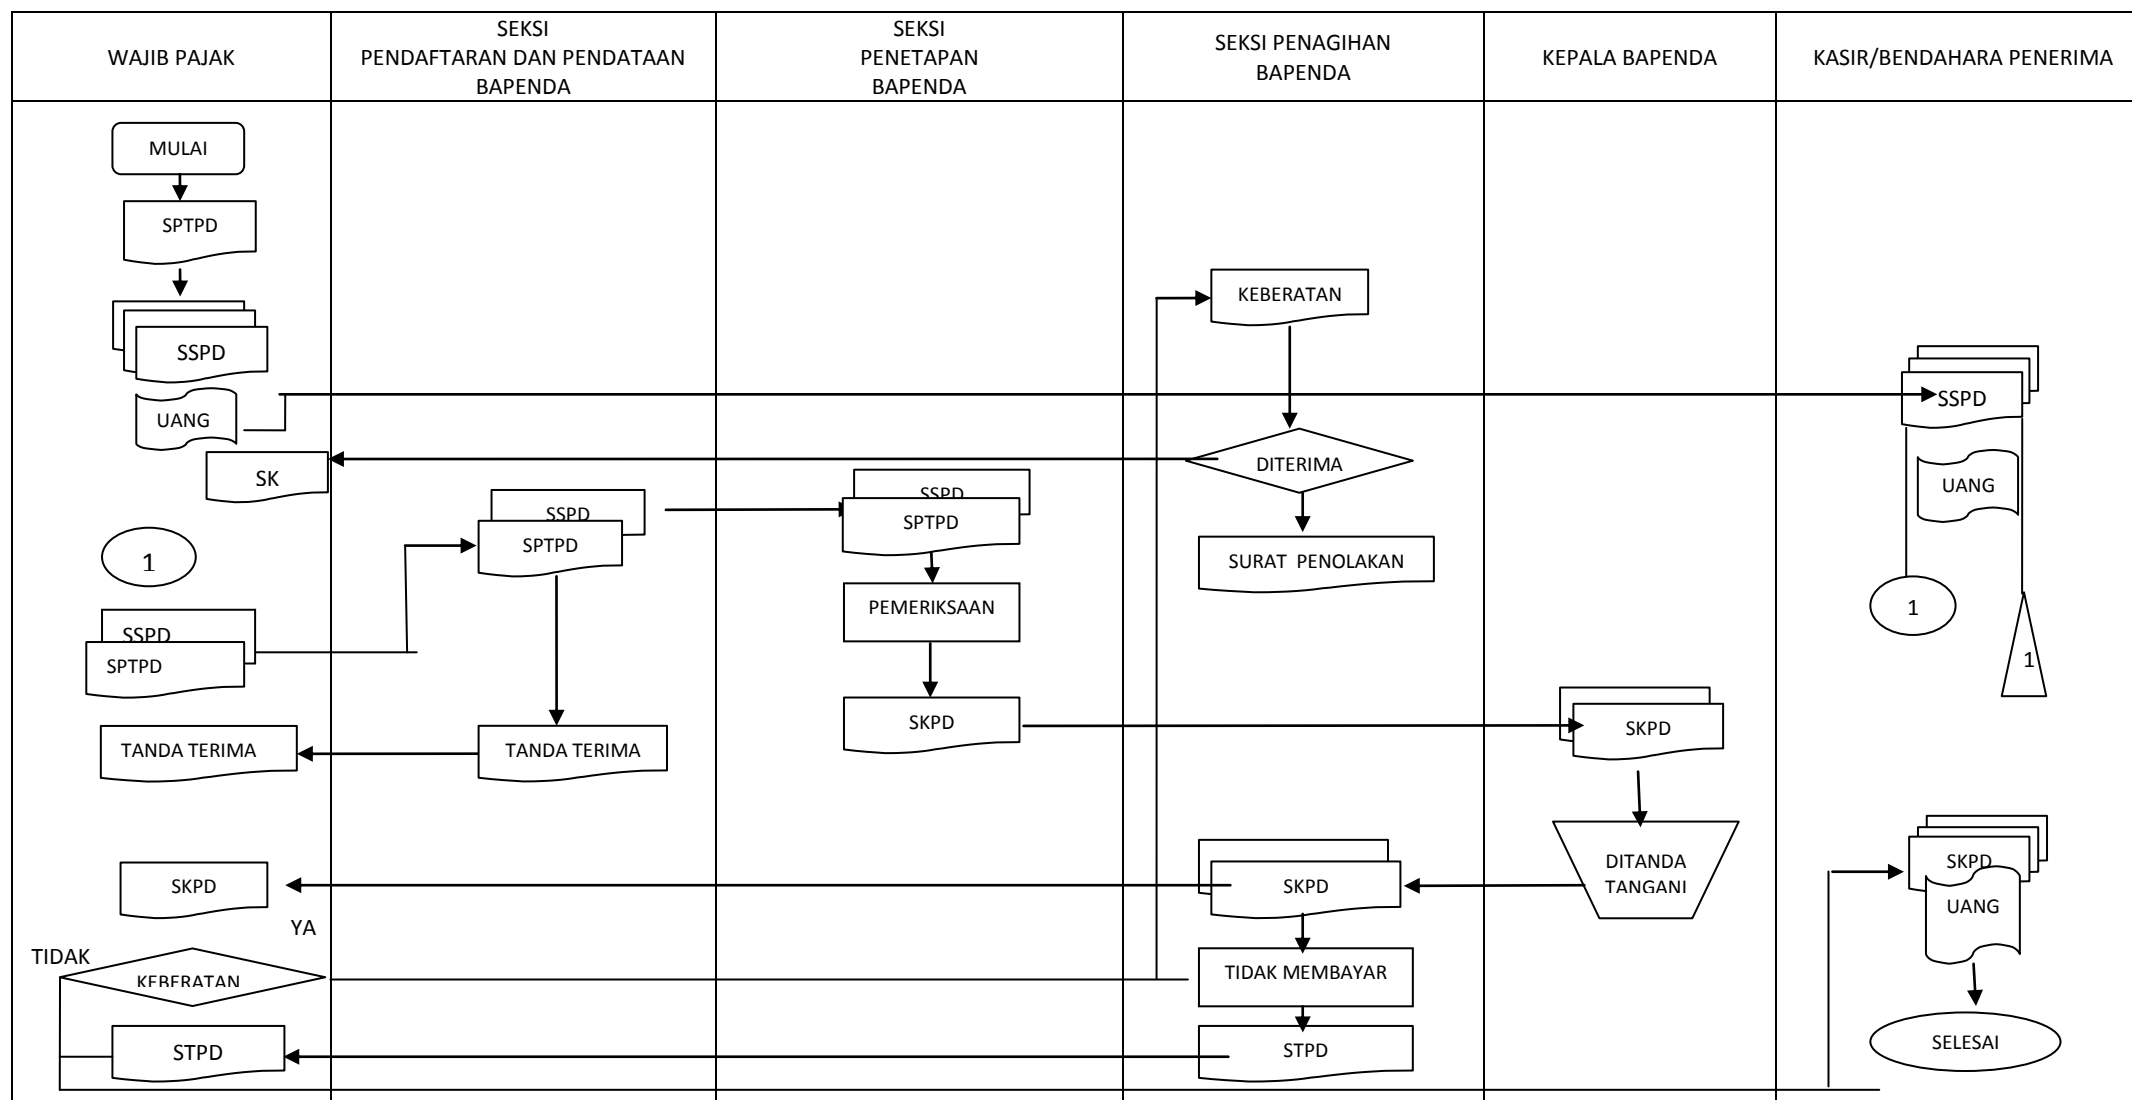 WAJIB PAJAK
SEKSI
PENDAFTARAN DAN PENDATAAN
BAPENDA
SEKSI
PENETAPAN
BAPENDA
SEKSI PENAGIHAN
BAPENDA
KEPALA BAPENDA
KASIR/BENDAHARA PENERIMA
MULAI
SPTPD
SSPD
UANG
SK
1
SSPD
SPTPD
TANDA TERIMA
SKPD
YA
TIDAK
KEBERATAN
STPD
SSPD
SPTPD
TANDA TERIMA
SSPD
SPTPD
PEMERIKSAAN
SKPD
KEBERATAN
DITERIMA
SURAT PENOLAKAN
SKPD
TIDAK MEMBAYAR
STPD
SKPD
DITANDA
TANGANI
SSPD
UANG
1
1
SKPD
UANG
SELESAI